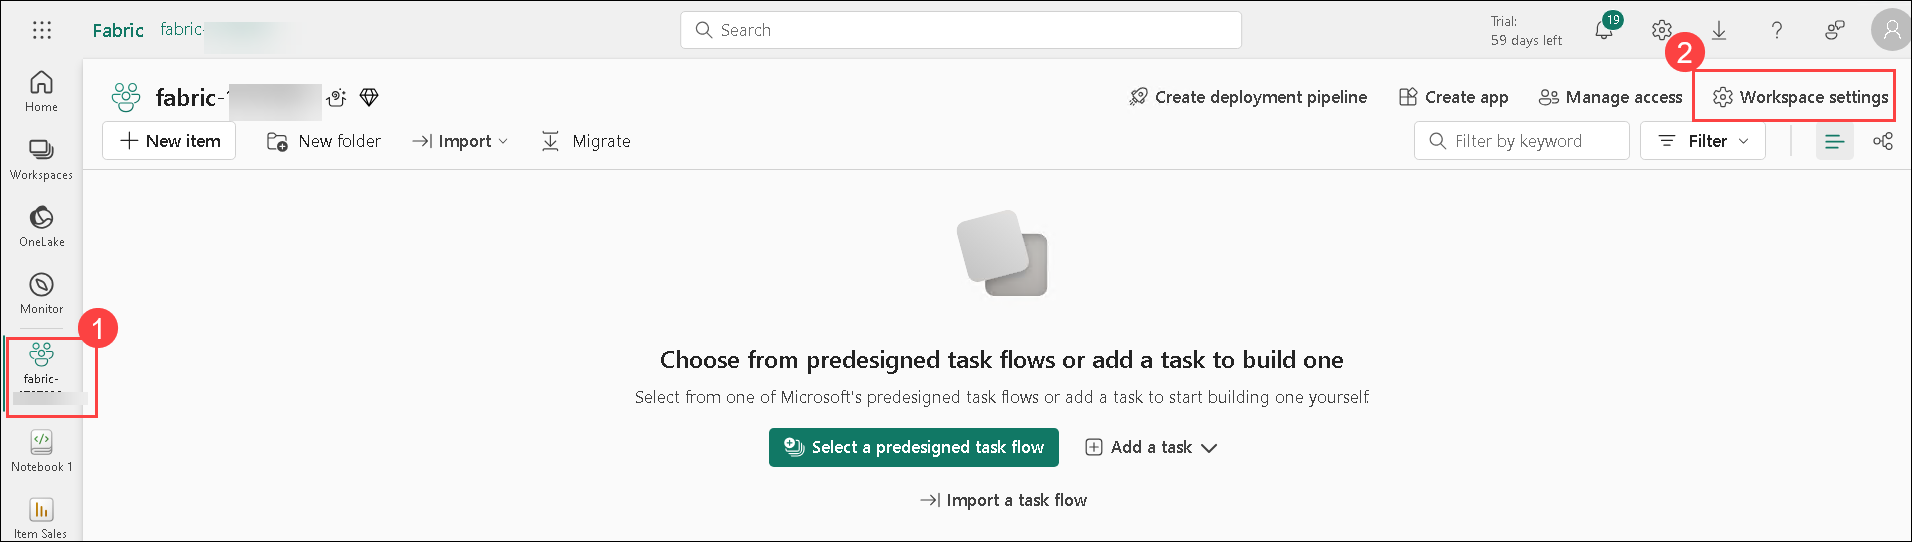 Fabric fabric-
Search
Trial:
59 days left
19
2
Home
Workspaces
OneLake
Monitor
1
fabric-
Notebook 1
Item Sales
fabric-
Create deployment pipeline
Create app
Manage access
Workspace settings
New item
New folder
Import
Migrate
Filter by keyword
Filter
Choose from predesigned task flows or add a task to build one
Select from one of Microsoft's predesigned task flows or add a task to start building one yourself.
Select a predesigned task flow
Add a task
Import a task flow